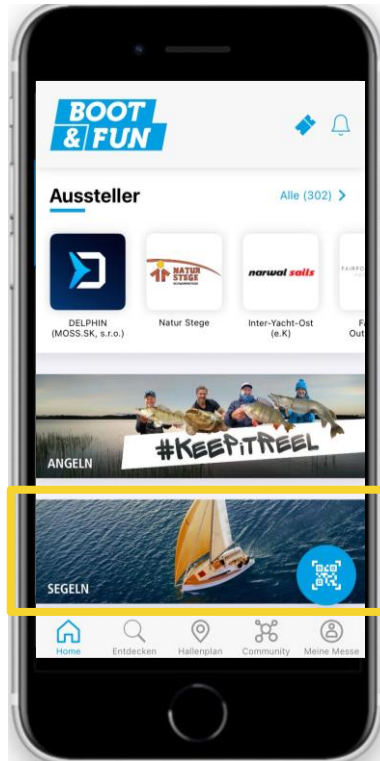 BOOT
& FUN
Aussteller
Alle (302)
NATUR
STEGE
narwal sails
DELPHIN
(MOSS.SK, s.r.o.)
Natur Stege
Inter-Yacht-Ost
(e.K)
#KEEPiTREEL
ANGELN
SEGELN
Home
Entdecken
Hallenplan
Community
Meine Messe